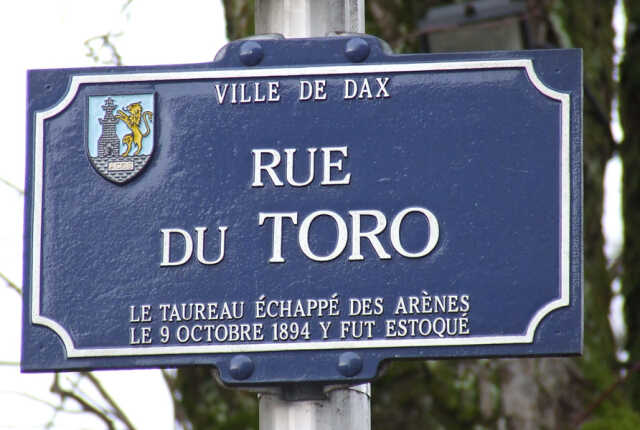 VILLE DE DAX
RUE
DU TORO
LE TAUREAU ÉCHAPPÉ DES ARÈNES
LE 9 OCTOBRE 1894 Y FUT ESTOQUÉ